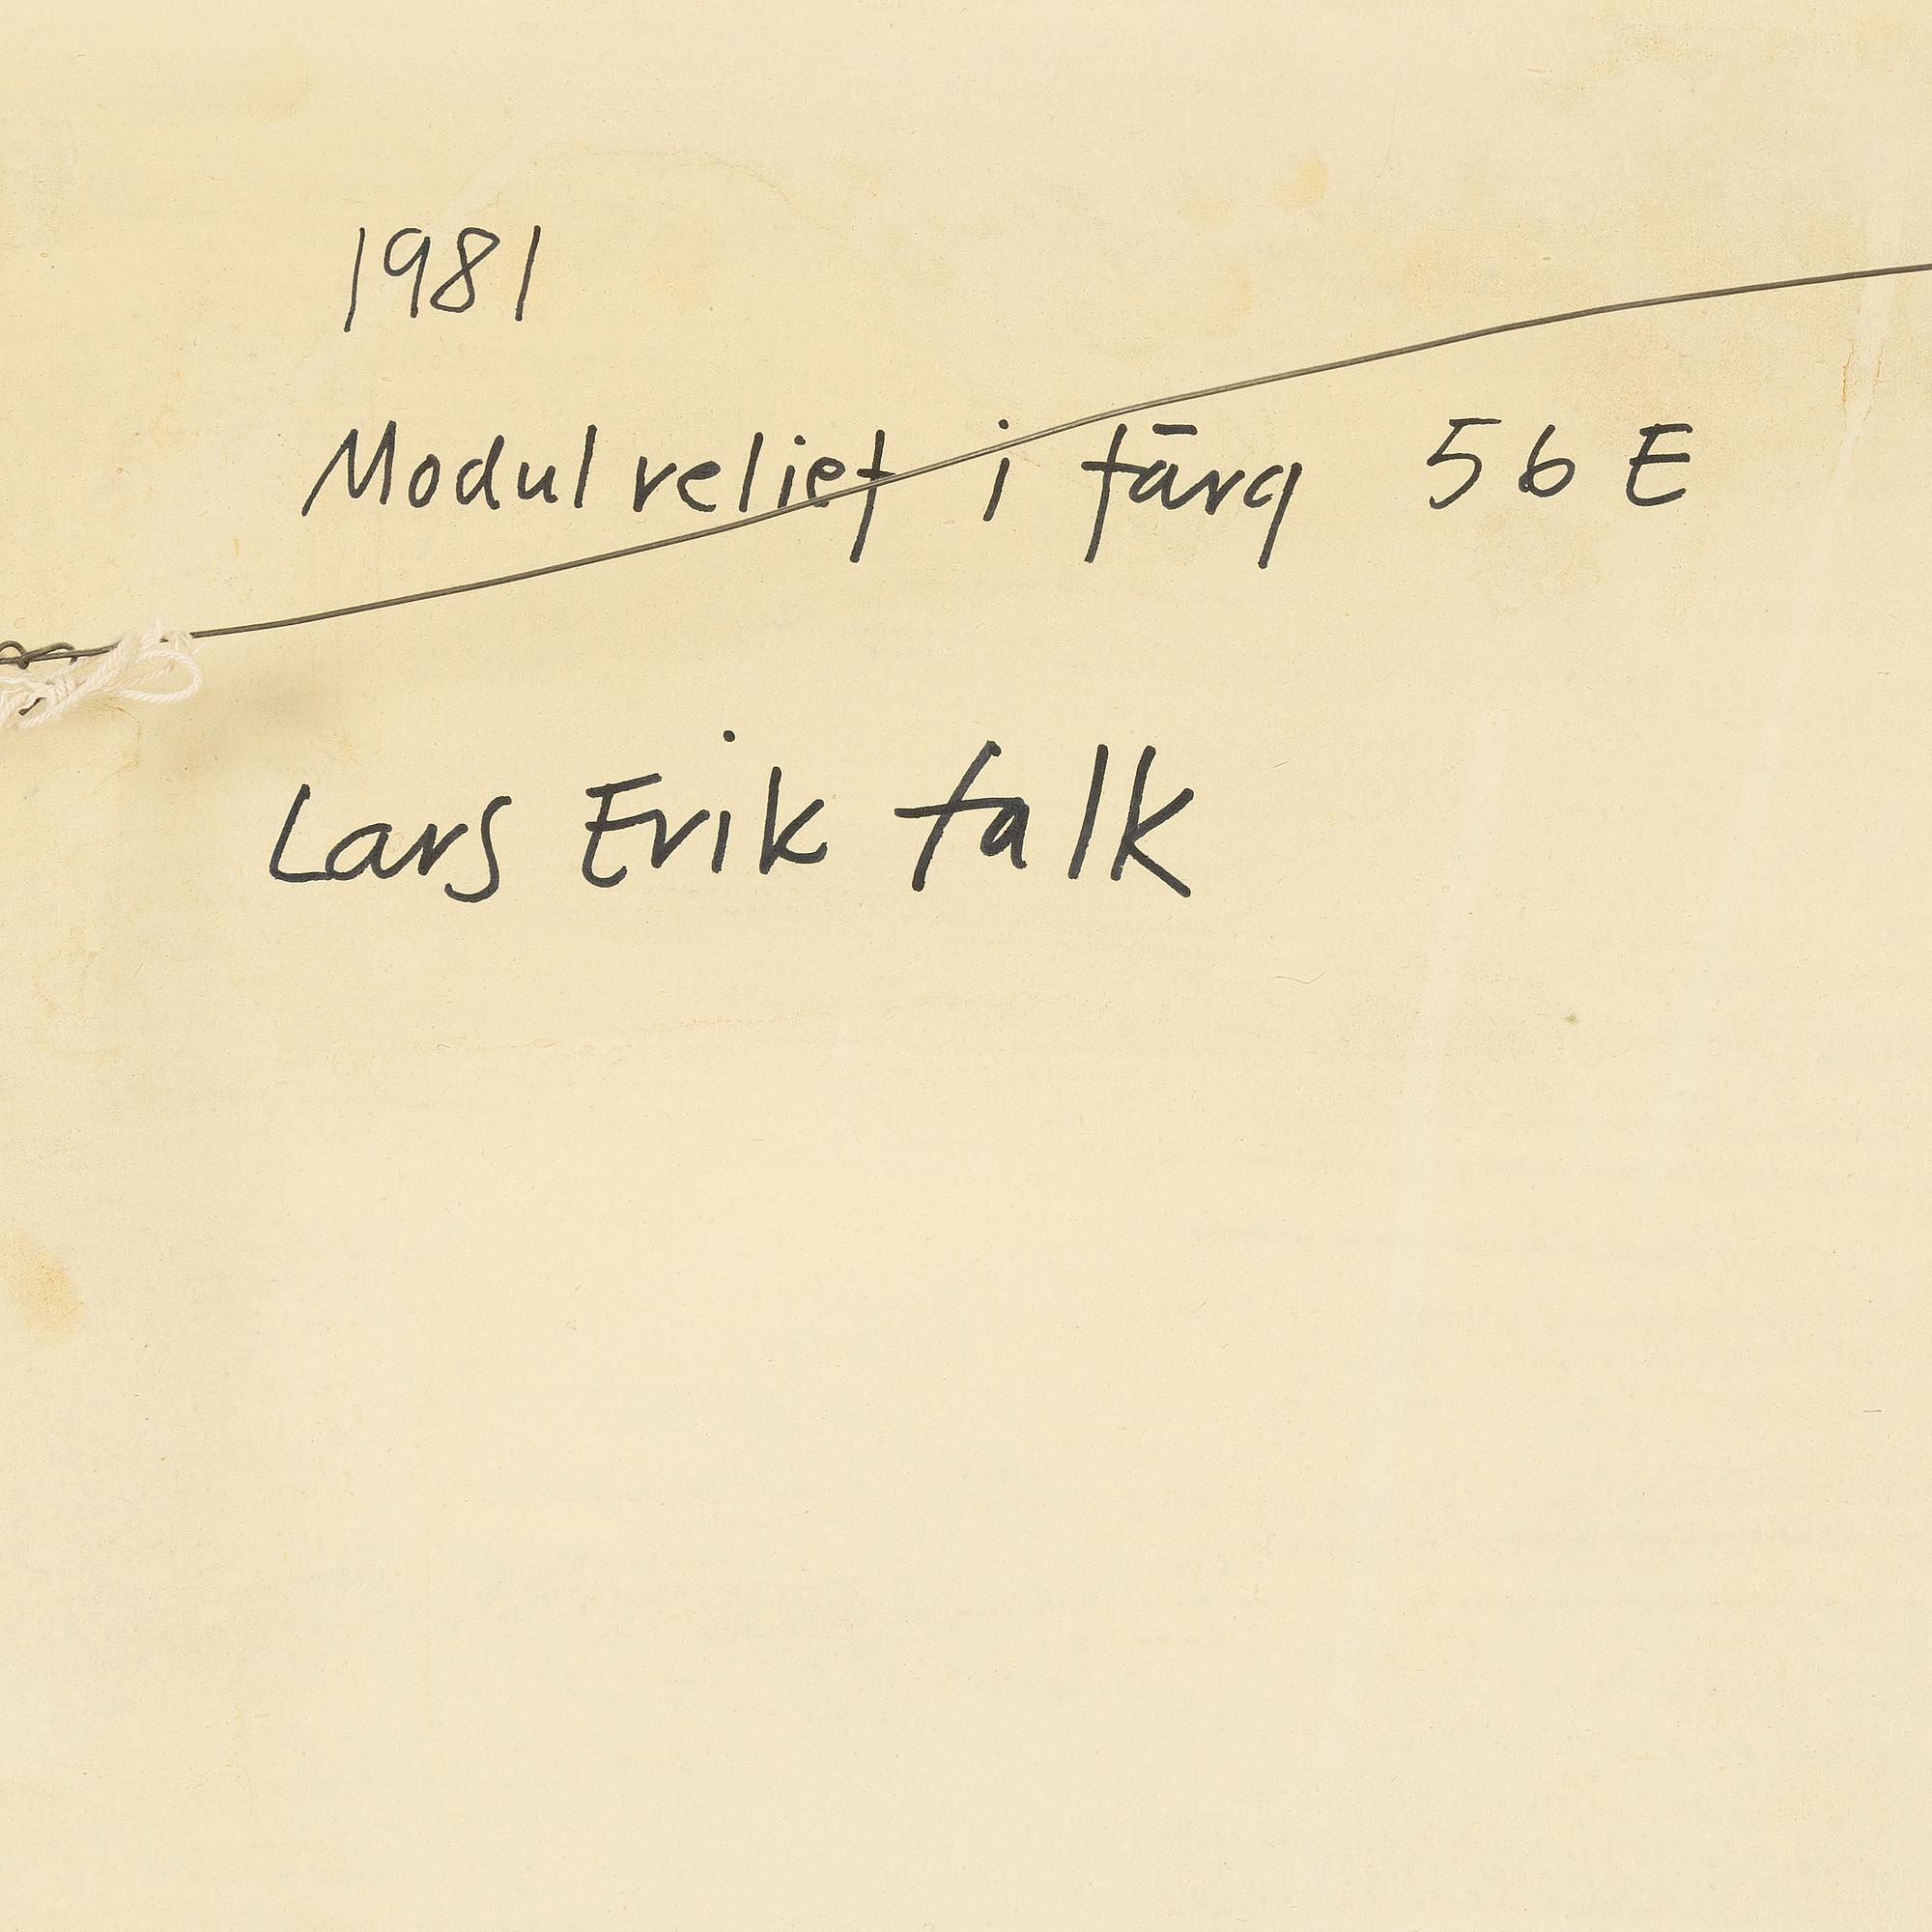 1981
Modulrelief i färg 56 E
Lars Erik falk